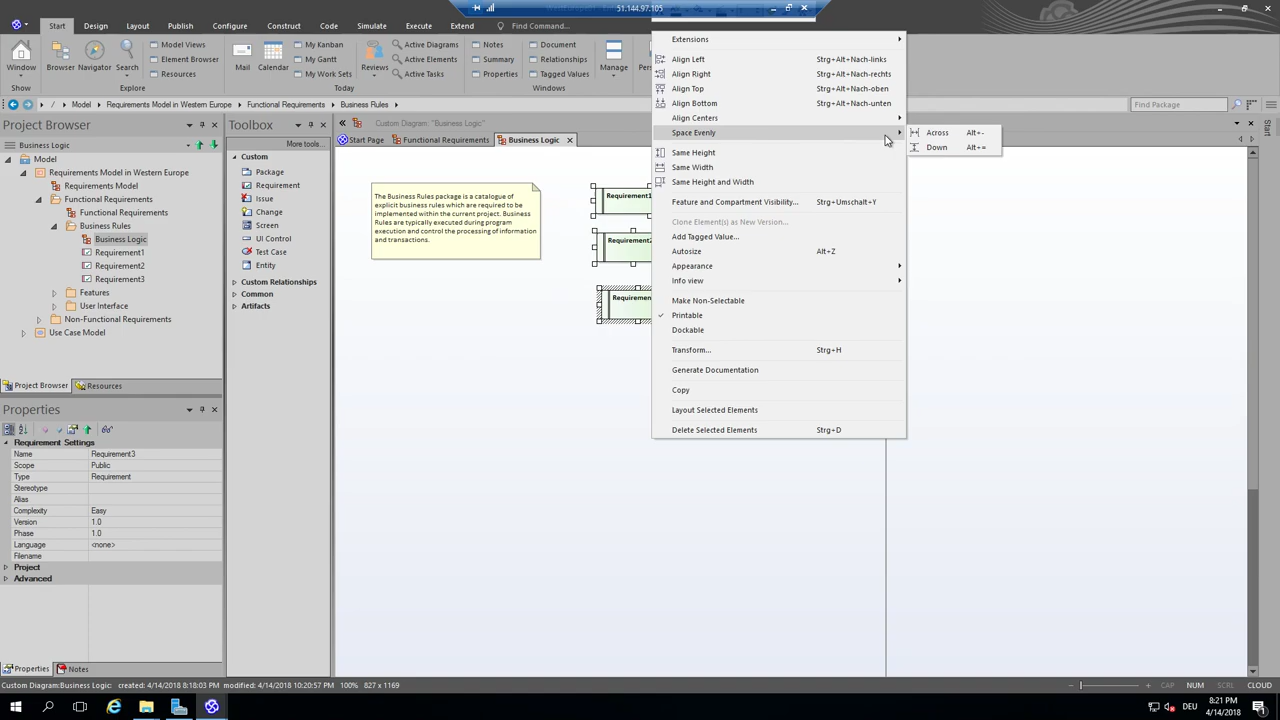 51.144.97.105
Start Design Layout Publish Configure Construct Code Simulate Execute Extend Find Command...
Window Browser Navigator Search Model Views Element Browser Resources Mail Calendar My Kanban My Gantt My Work Sets Reviews Active Diagrams Active Elements Active Tasks Notes Summary Properties Document Relationships Tagged Values Manage
Show Explore Today Windows
Model Requirements Model in Western Europe Functional Requirements Business Rules Find Package
Project Browser
Business Logic
Model
Requirements Model in Western Europe
Requirements Model
Functional Requirements
Functional Requirements
Business Rules
Business Logic
Requirement1
Requirement2
Requirement3
Features
User Interface
Non-Functional Requirements
Use Case Model
Project Browser Resources
Properties
Requirement Settings
Name Requirement3
Scope Public
Type Requirement
Stereotype
Alias
Complexity Easy
Version 1.0
Phase 1.0
Language <none>
Filename
Project
Advanced
Properties Notes
Toolbox
More tools...
Custom
Package
Requirement
Issue
Change
Screen
UI Control
Test Case
Entity
Custom Relationships
Common
Artifacts
Custom Diagram: "Business Logic"
Start Page Functional Requirements Business Logic
The Business Rules package is a catalogue of
explicit business rules which are required to be
implemented within the current project. Business
Rules are typically executed during program
execution and control the processing of information
and transactions.
Requirement1
Requirement2
Requiremen
Extensions
Align Left Strg+Alt+Nach-links
Align Right Strg+Alt+Nach-rechts
Align Top Strg+Alt+Nach-oben
Align Bottom Strg+Alt+Nach-unten
Align Centers
Space Evenly
Same Height
Same Width
Same Height and Width
Feature and Compartment Visibility... Strg+Umschalt+Y
Clone Element(s) as New Version...
Add Tagged Value...
Autosize Alt+Z
Appearance
Info view
Make Non-Selectable
Printable
Dockable
Transform... Strg+H
Generate Documentation
Copy
Layout Selected Elements
Delete Selected Elements Strg+D
Across Alt+-
Down Alt+=
Start
Custom Diagram:Business Logic: created: 4/14/2018 8:18:03 PM modified: 4/14/2018 10:20:57 PM 100% 827 x 1169 CAP NUM SCRL CLOUD
DEU
8:21 PM
4/14/2018